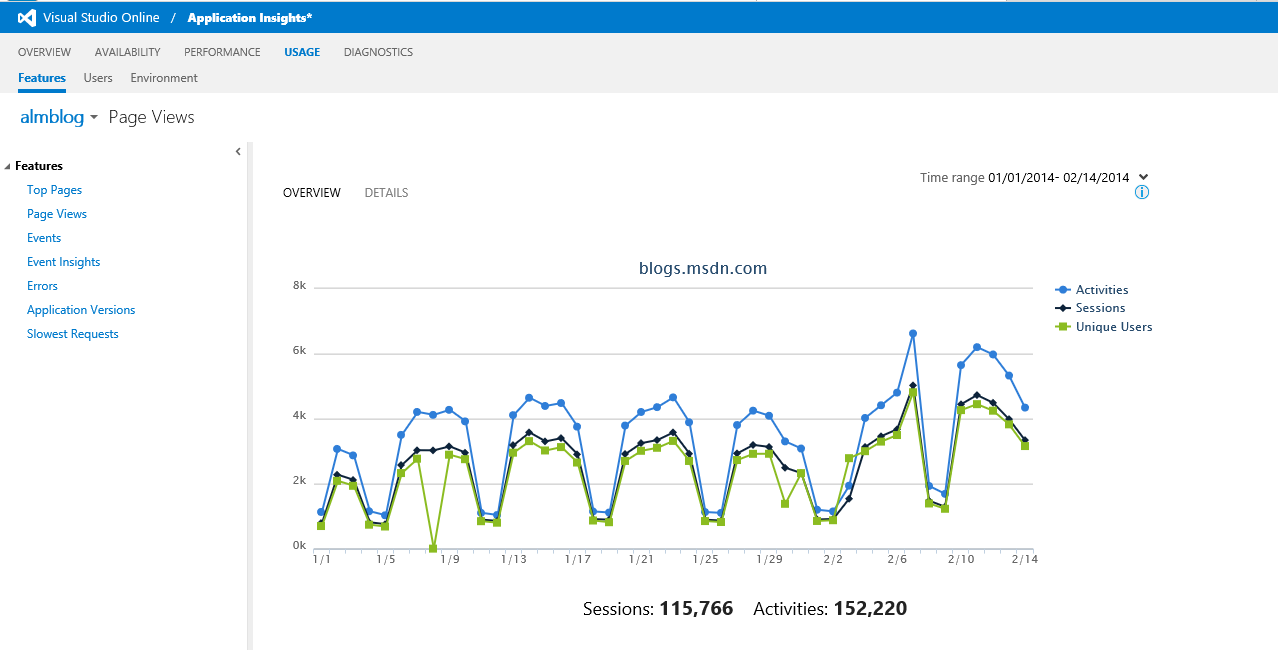 Visual Studio Online / Application Insights*
OVERVIEW AVAILABILITY PERFORMANCE USAGE DIAGNOSTICS
Features Users Environment
almblog Page Views
Features
Top Pages
Page Views
Events
Event Insights
Errors
Application Versions
Slowest Requests
Time range 01/01/2014- 02/14/2014
OVERVIEW DETAILS
blogs.msdn.com
8k
6k
4k
2k
0k
1/1 1/5 1/9 1/13 1/17 1/21 1/25 1/29 2/2 2/6 2/10 2/14
Activities
Sessions
Unique Users
Sessions: 115,766 Activities: 152,220